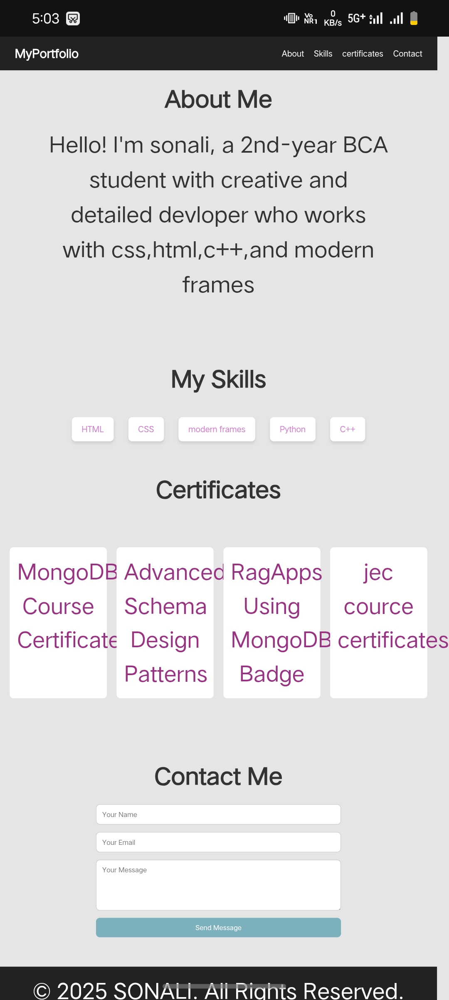 5:03 Vo NR1 0 KB/s 5G+
MyPortfolio About Skills certificates Contact
About Me
Hello! I'm sonali, a 2nd-year BCA
student with creative and
detailed devloper who works
with css,html,c++,and modern
frames
My Skills
HTML CSS modern frames Python C++
Certificates
MongoDB
Course
Certificate
Advanced
Schema
Design
Patterns
RagApps
Using
MongoDB
Badge
jec
cource
certificates
Contact Me
Your Name
Your Email
Your Message
Send Message
© 2025 SONALI. All Rights Reserved.